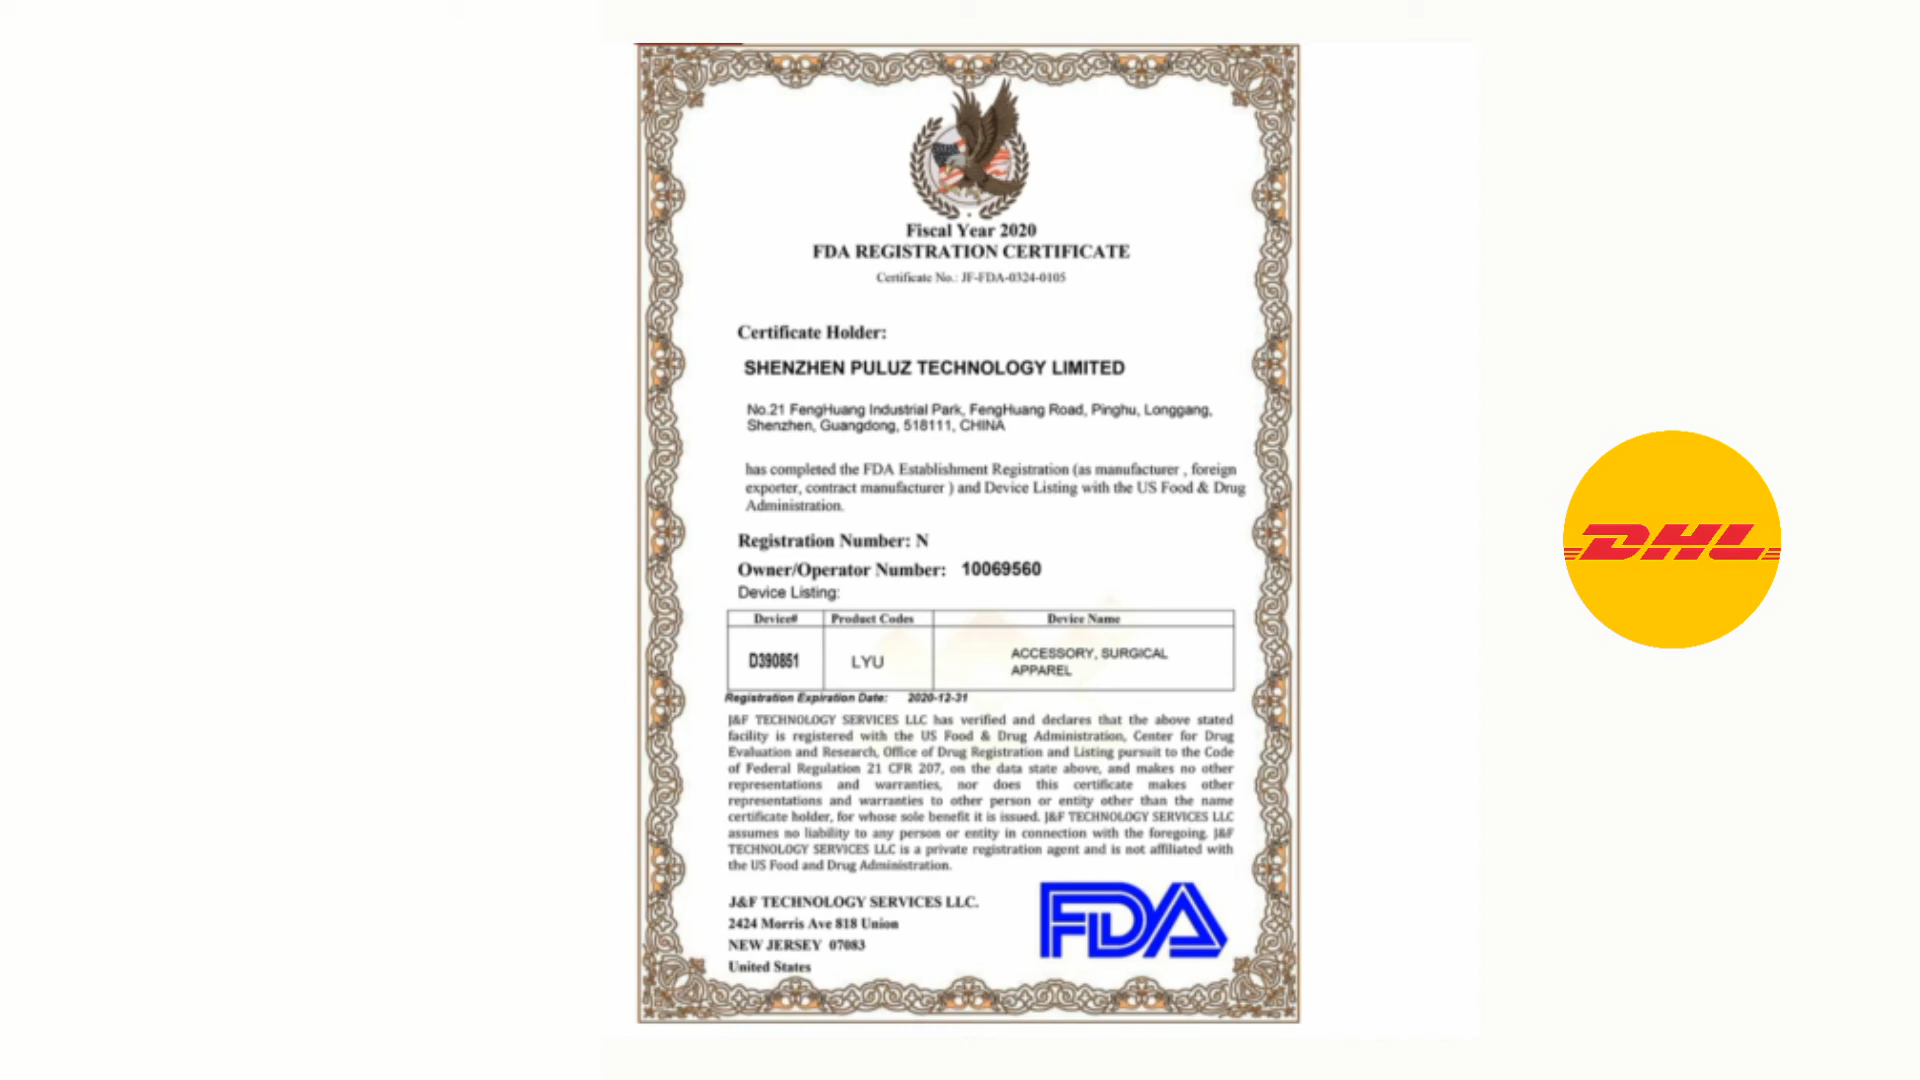 Fiscal Year 2020
FDA REGISTRATION CERTIFICATE
Certificate No.: JF-FDA-0324-0105
Certificate Holder:
SHENZHEN PULUZ TECHNOLOGY LIMITED
No.21 FengHuang Industrial Park, FengHuang Road, Pinghu, Longgang,
Shenzhen, Guangdong, 518111, CHINA
has completed the FDA Establishment Registration (as manufacturer , foreign
exporter, contract manufacturer ) and Device Listing with the US Food & Drug
Administration.
Registration Number: N
Owner/Operator Number: 10069560
Device Listing:
Device# Product Codes Device Name
D390851 LYU ACCESSORY, SURGICAL
APPAREL
Registration Expiration Date: 2020-12-31
J&F TECHNOLOGY SERVICES LLC has verified and declares that the above stated
facility is registered with the US Food & Drug Administration, Center for Drug
Evaluation and Research, Office of Drug Registration and Listing pursuit to the Code
of Federal Regulation 21 CFR 207, on the data state above, and makes no other
representations and warranties, nor does this certificate makes other
representations and warranties to other person or entity other than the name
certificate holder, for whose sole benefit it is issued. J&F TECHNOLOGY SERVICES LLC
assumes no liability to any person or entity in connection with the foregoing. J&F
TECHNOLOGY SERVICES LLC is a private registration agent and is not affiliated with
the US Food and Drug Administration.
J&F TECHNOLOGY SERVICES LLC.
2424 Morris Ave 818 Union
NEW JERSEY 07083
United States
FDA
DHL